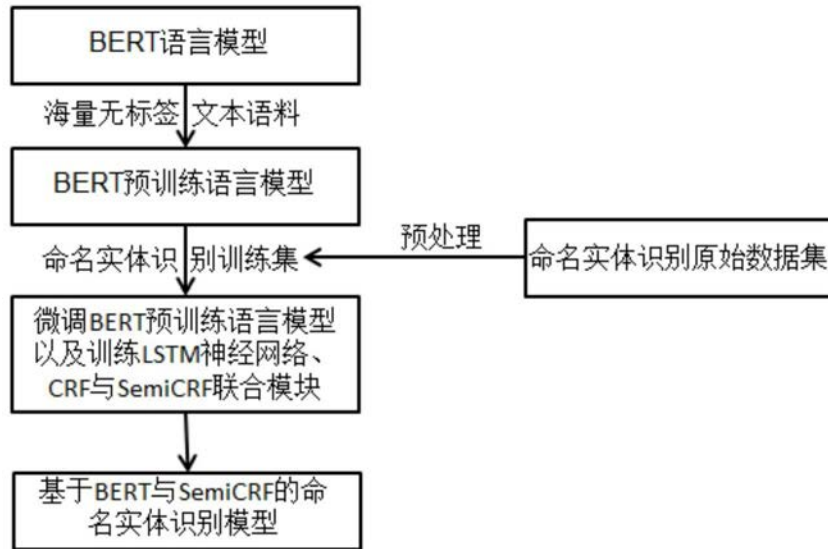 BERT语言模型
海量无标签 文本语料
BERT预训练语言模型
预处理
命名实体识别训练集
命名实体识别原始数据集
微调BERT预训练语言模型
以及训练LSTM神经网络、
CRF与SemiCRF联合模块
基于BERT与SemiCRF的命
名实体识别模型